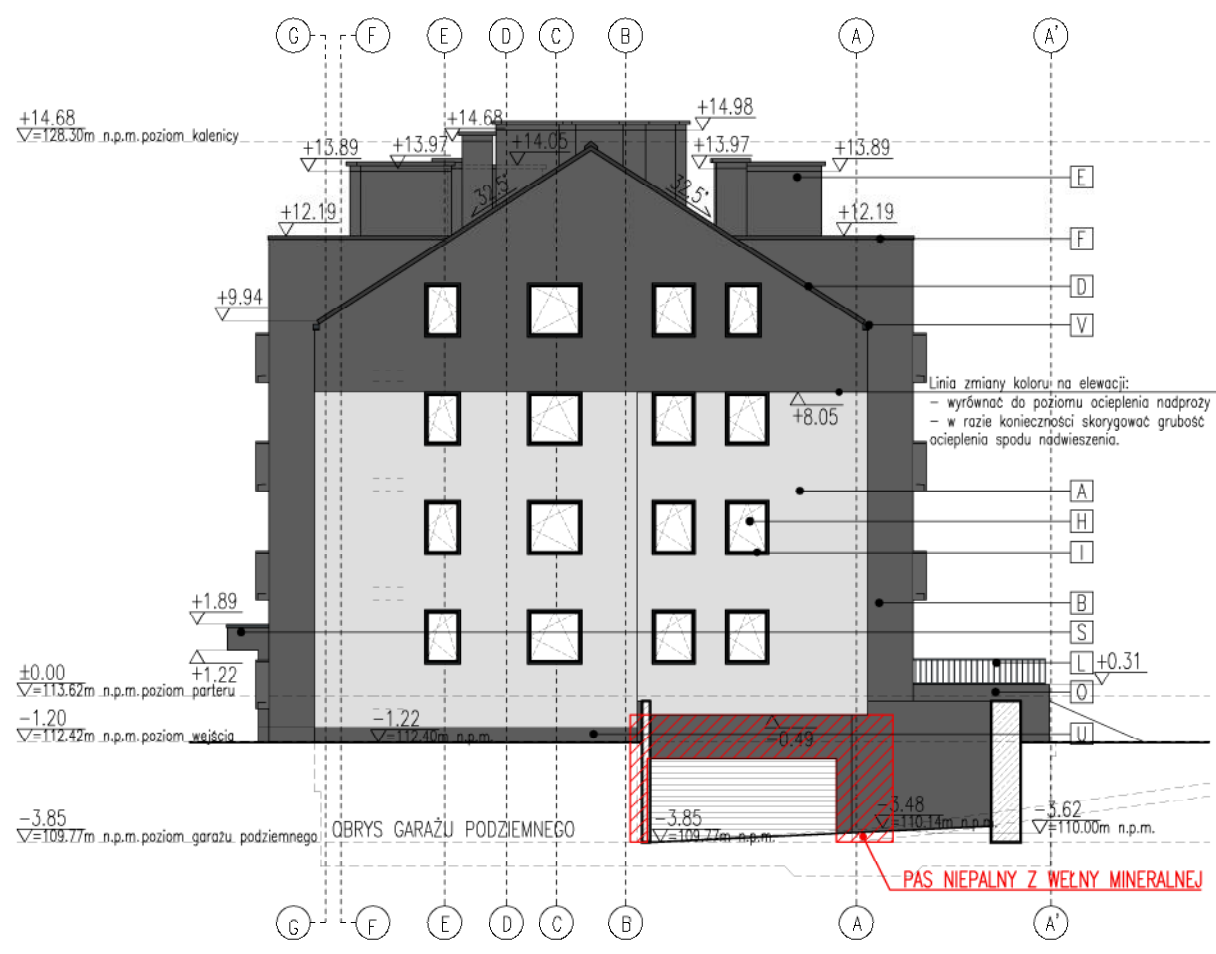 G F E D C B A A'
+14.68
=128.30m n.p.m.poziom kalenicy
+14.68
+14.98
+13.89
+13.97
+14.05
+13.97
+13.89
E
32.5°
32.5°
+12.19
+12.19
F
D
+9.94
V
Linia zmiany koloru na elewacji:
- wyrównać do poziomu ocieplenia nadproży
- w razie konieczności skorygować grubość
ocieplenia spodu nadwieszenia.
+8.05
A
H
I
+1.89
B
S
+1.22
L
+0.31
±0.00
=113.62m n.p.m.poziom parteru
O
-1.20
=112.42m n.p.m.poziom wejścia
-1.22
=112.40m n.p.m.
-0.49
U
-3.85
=109.77m n.p.m.poziom garażu podziemnego
OBRYS GARAŻU PODZIEMNEGO
-3.85
=109.77m n.p.m.
-3.48
=110.14m n.p.m.
-3.62
=110.00m n.p.m.
PAS NIEPALNY Z WEŁNY MINERALNEJ
G F E D C B A A'